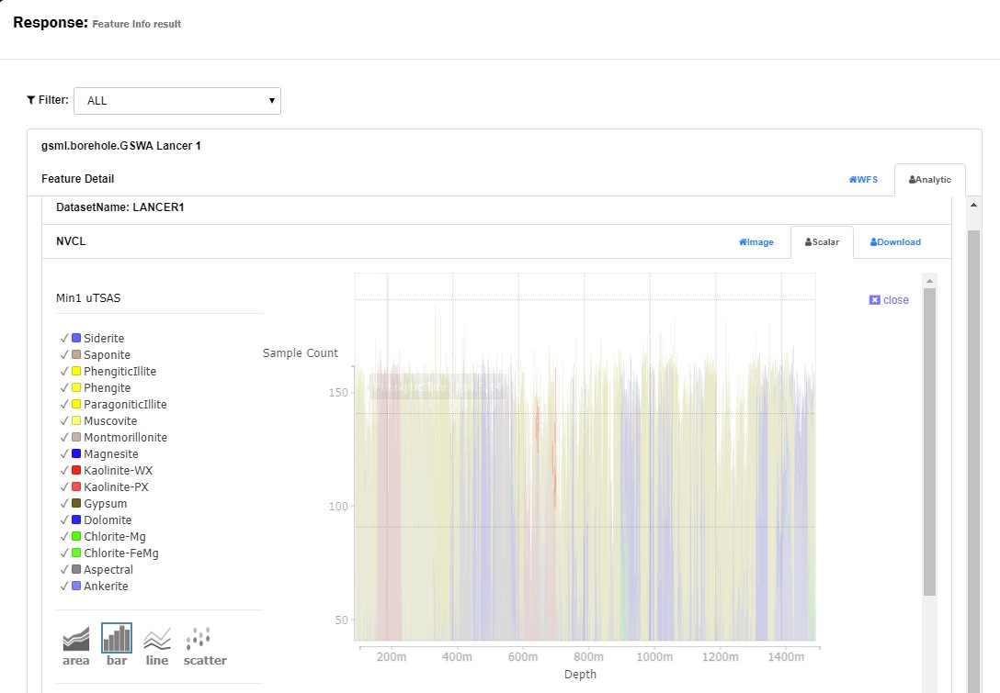 Response: Feature Info result
Filter: ALL
gsml.borehole.GSWA Lancer 1
Feature Detail WFS Analytic
DatasetName: LANCER1
NVCL Image Scalar Download
close
Min1 uTSAS
Siderite
Saponite
PhengiticIllite
Phengite
ParagoniticIllite
Muscovite
Montmorillonite
Magnesite
Kaolinite-WX
Kaolinite-PX
Gypsum
Dolomite
Chlorite-Mg
Chlorite-FeMg
Aspectral
Ankerite
area bar line scatter
Sample Count
150
100
50
200m 400m 600m 800m 1000m 1200m 1400m
Depth